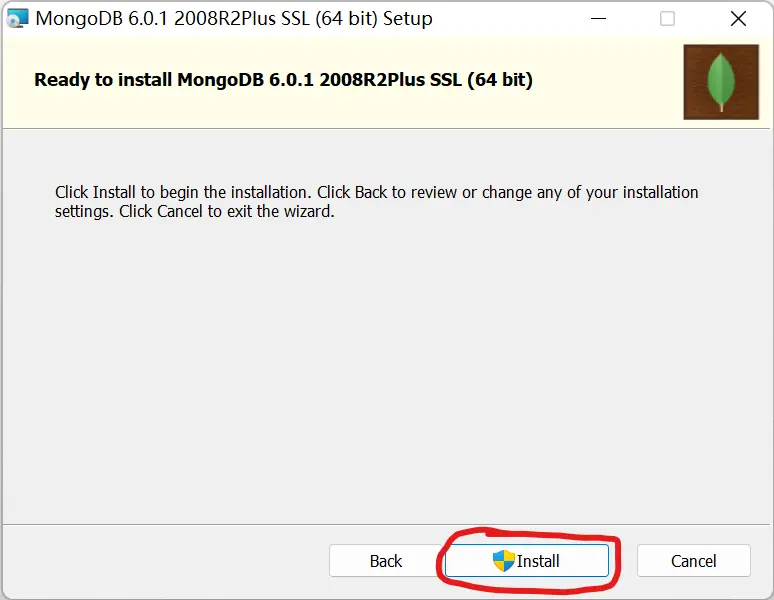 MongoDB 6.0.1 2008R2Plus SSL (64 bit) Setup
Ready to install MongoDB 6.0.1 2008R2Plus SSL (64 bit)
Click Install to begin the installation. Click Back to review or change any of your installation
settings. Click Cancel to exit the wizard.
Back Install Cancel